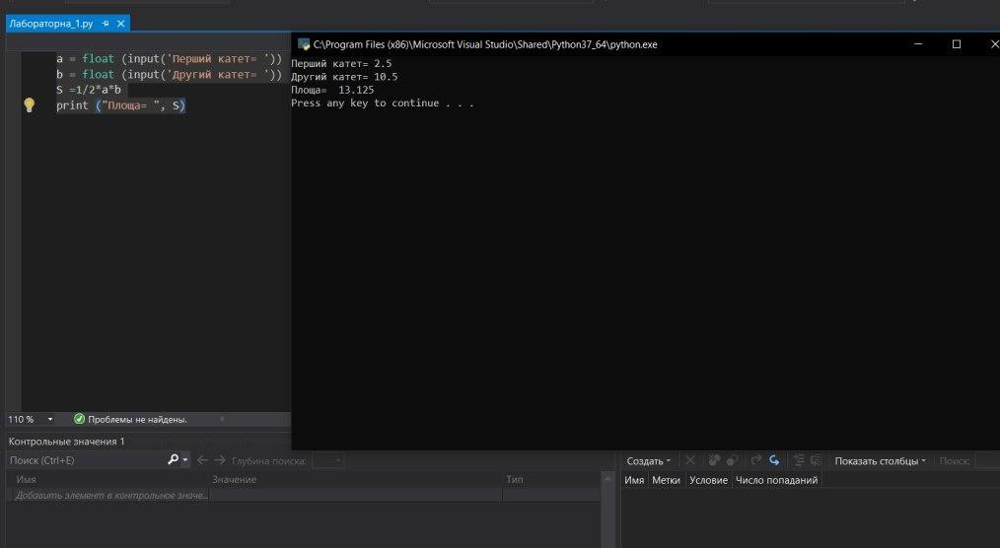 Лабораторна_1.py
a = float (input('Перший катет= '))
b = float (input('Другий катет= '))
S =1/2*a*b
print ("Площа= ", S)
C:\Program Files (x86)\Microsoft Visual Studio\Shared\Python37_64\python.exe
Перший катет= 2.5
Другий катет= 10.5
Площа=  13.125
Press any key to continue . . .
110 %
Проблемы не найдены.
Контрольные значения 1
Поиск (Ctrl+E)
Глубина поиска:
Имя Значение Тип
Добавить элемент в контрольное значе...
Создать
Показать столбцы
Поиск:
Имя Метки Условие Число попаданий